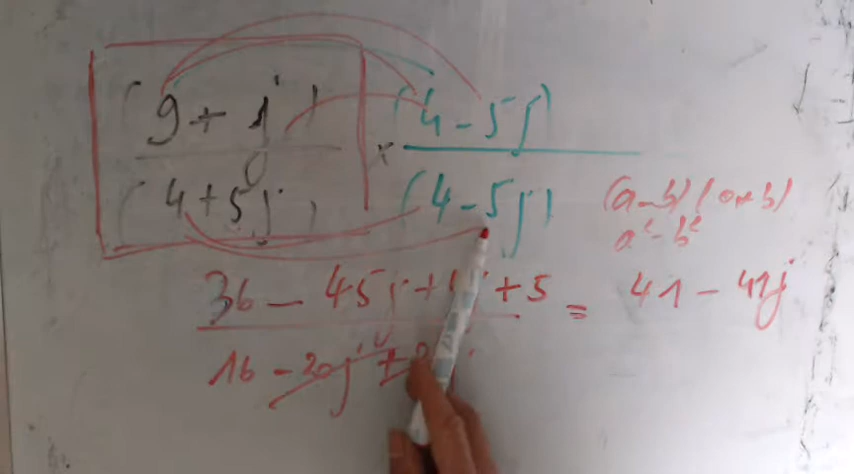 (9 + j) × (4 - 5j)
(4 + 5j) (4 - 5j)
(a-b) (a+b)
a² - b²
36 - 45j + j + 5 = 41 - 41j
16 - 20j +